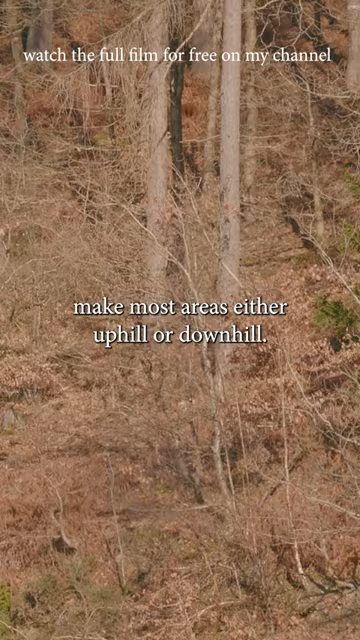 watch the full film for free on my channel
make most areas either
uphill or downhill.